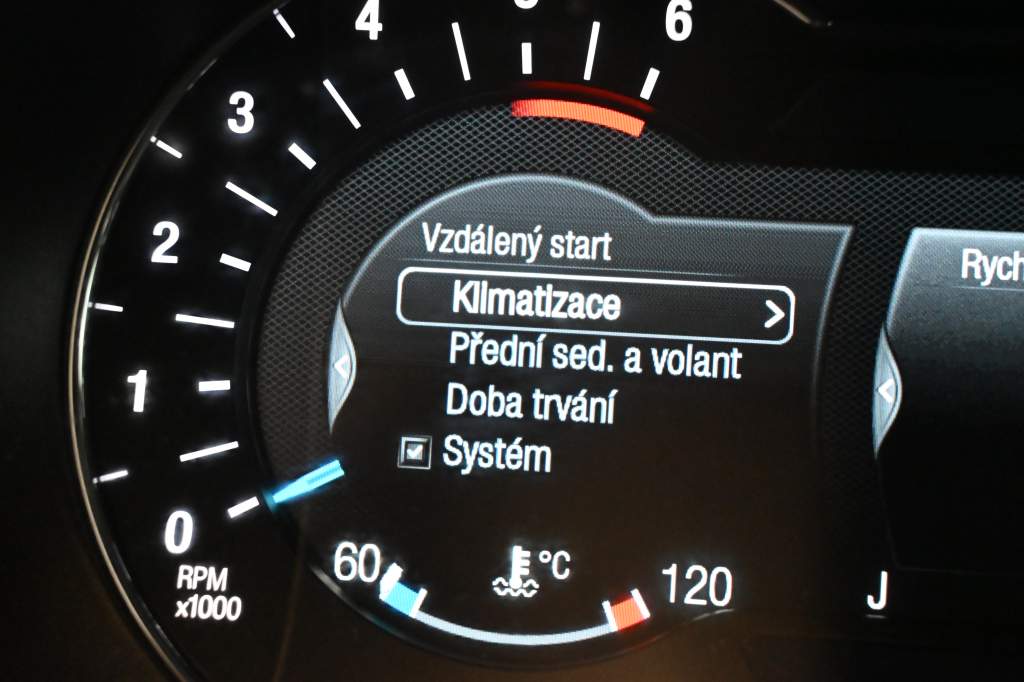 4
5
6
3
2
1
0
RPM
x1000
Vzdálený start
Klimatizace
Přední sed. a volant
Doba trvání
Systém
60
°C
120
J